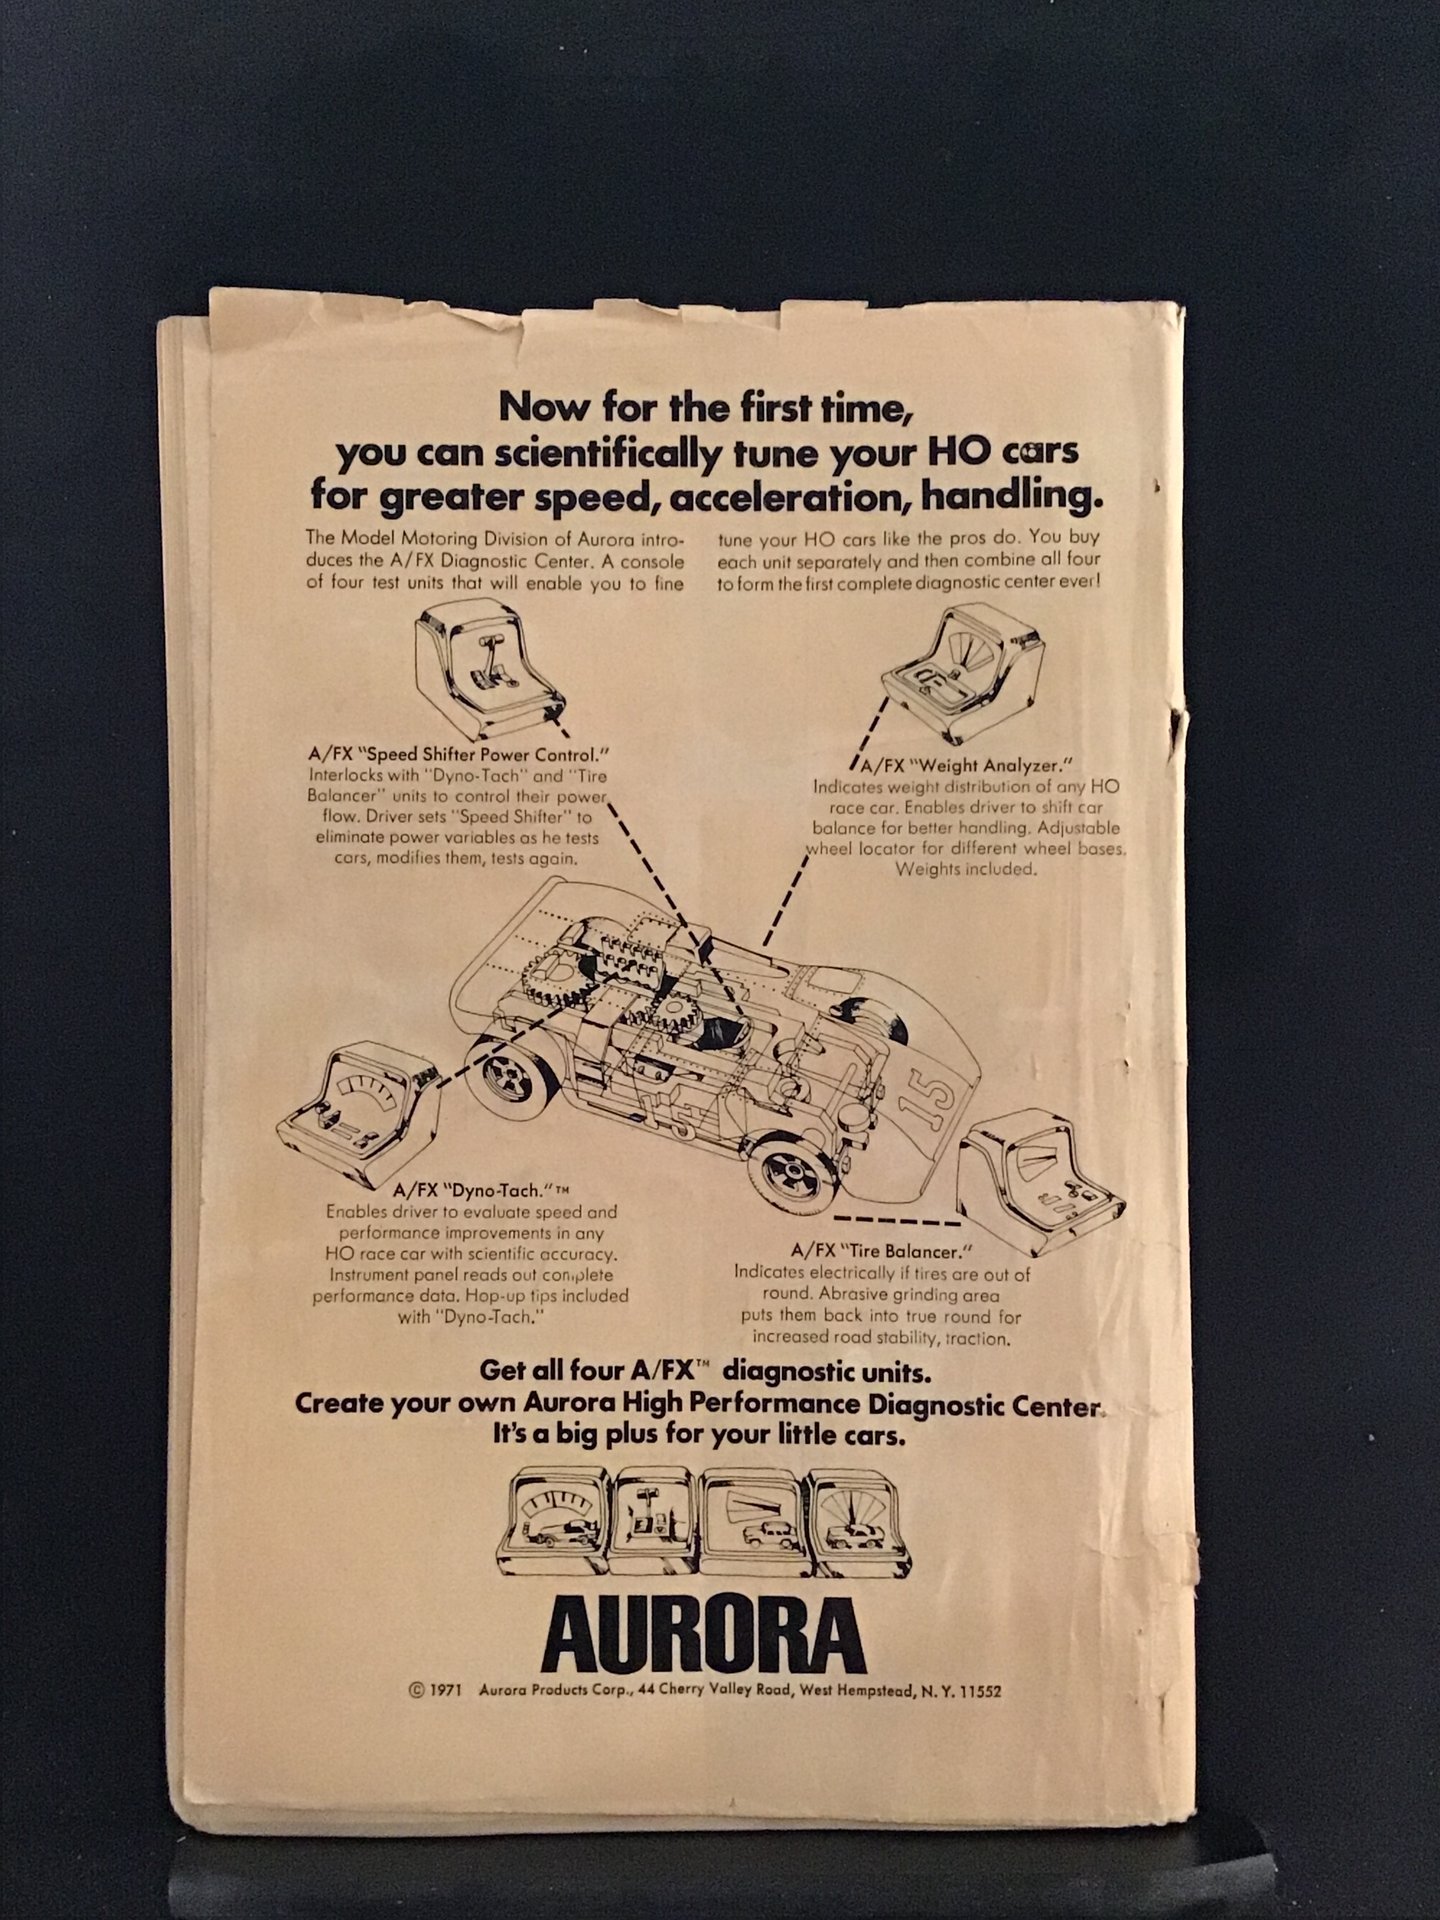 Now for the first time,
you can scientifically tune your HO cars
for greater speed, acceleration, handling.
The Model Motoring Division of Aurora intro-
duces the A/FX Diagnostic Center. A console
of four test units that will enable you to fine
tune your HO cars like the pros do. You buy
each unit separately and then combine all four
to form the first complete diagnostic center ever!
A/FX "Speed Shifter Power Control."
Interlocks with "Dyno-Tach" and "Tire
Balancer" units to control their power
flow. Driver sets "Speed Shifter" to
eliminate power variables as he tests
cars, modifies them, tests again.
A/FX "Weight Analyzer."
Indicates weight distribution of any HO
race car. Enables driver to shift car
balance for better handling. Adjustable
wheel locator for different wheel bases.
Weights included.
15
15
A/FX "Dyno-Tach."™
Enables driver to evaluate speed and
performance improvements in any
HO race car with scientific accuracy.
Instrument panel reads out complete
performance data. Hop-up tips included
with "Dyno-Tach."
A/FX "Tire Balancer."
Indicates electrically if tires are out of
round. Abrasive grinding area
puts them back into true round for
increased road stability, traction.
Get all four A/FX™ diagnostic units.
Create your own Aurora High Performance Diagnostic Center.
It's a big plus for your little cars.
AURORA
© 1971 Aurora Products Corp., 44 Cherry Valley Road, West Hempstead, N. Y. 11552